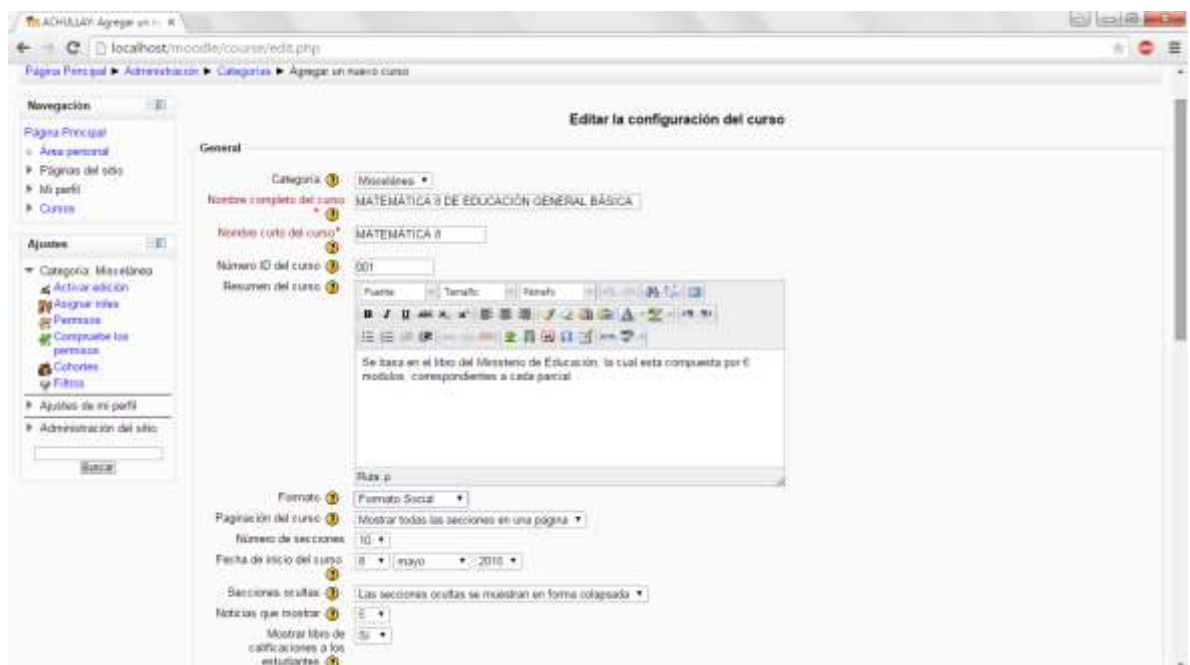 ACHULLAY: Agregar un n
localhost/moodle/course/edit.php
Página Principal ► Administración ► Categorías ► Agregar un nuevo curso
Navegación
Página Principal
Área personal
Páginas del sitio
Mi perfil
Cursos
Ajustes
Categoría: Miscelánea
Activar edición
Asignar roles
Permisos
Compruebe los
permisos
Cohortes
Filtros
Ajustes de mi perfil
Administración del sitio
Buscar
Editar la configuración del curso
General
Categoría Miscelánea
Nombre completo del curso * MATEMÁTICA 8 DE EDUCACIÓN GENERAL BÁSICA
Nombre corto del curso* MATEMÁTICA 8
Número ID del curso 001
Resumen del curso
Fuente Tamaño Párrafo
Se basa en el libro del Ministerio de Educación, la cual esta compuesta por 6
modulos, correspondientes a cada parcial
Ruta: p
Formato Formato Social
Paginación del curso Mostrar todas las secciones en una página
Número de secciones 10
Fecha de inicio del curso 8 mayo
Secciones ocultas Las secciones ocultas se muestran en forma colapsada
Noticias que mostrar 5
Mostrar libro de Sí
calificaciones a los
estudiantes